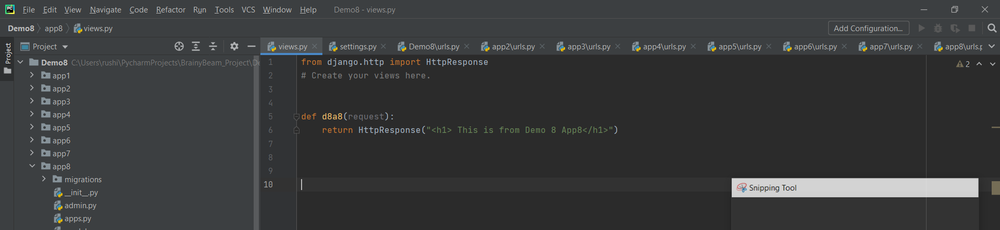 PC File Edit View Navigate Code Refactor Run Tools VCS Window Help Demo8 - views.py
Demo8 app8 views.py Add Configuration...
Project
Project views.py settings.py Demo8\urls.py app2\urls.py app3\urls.py app4\urls.py app5\urls.py app6\urls.py app7\urls.py app8\urls.p
Demo8 C:\Users\rushi\PycharmProjects\BrainyBeam_Project\De
app1
app2
app3
app4
app5
app6
app7
app8
migrations
__init__.py
admin.py
apps.py
1 from django.http import HttpResponse
2 # Create your views here.
3
4
5 def d8a8(request):
6 return HttpResponse("<h1> This is from Demo 8 App8</h1>")
7
8
9
10
2
Snipping Tool